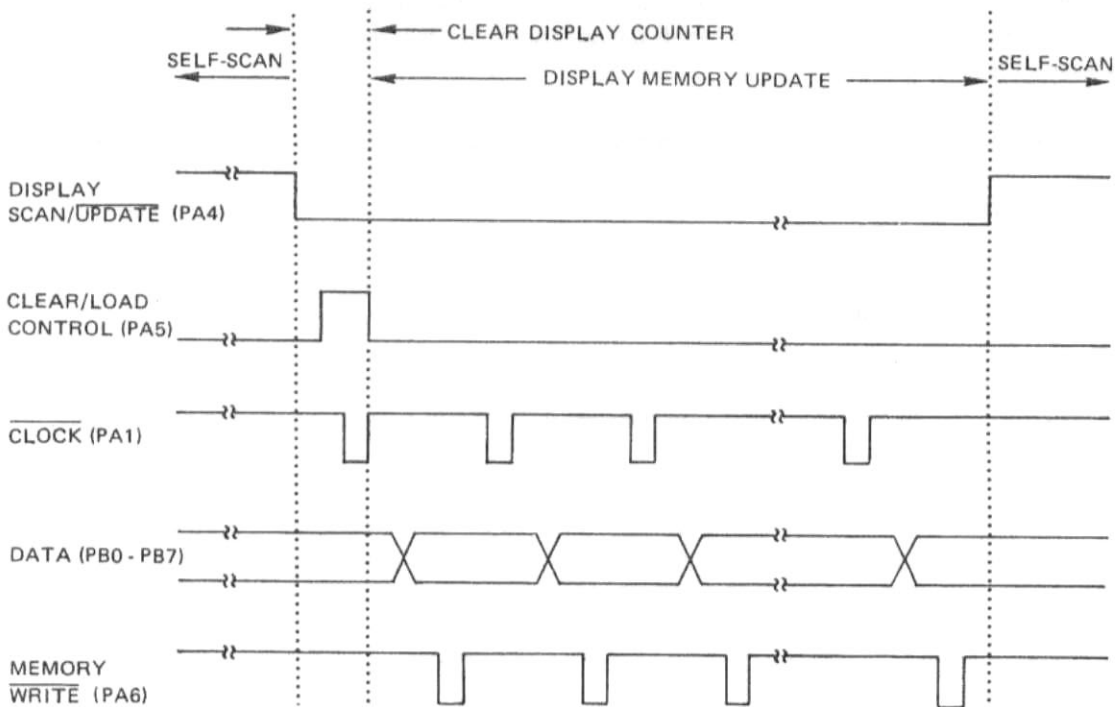 CLEAR DISPLAY COUNTER
SELF-SCAN
DISPLAY MEMORY UPDATE
SELF-SCAN
DISPLAY
SCAN/UPDATE (PA4)
CLEAR/LOAD
CONTROL (PA5)
CLOCK (PA1)
DATA (PB0 - PB7)
MEMORY
WRITE (PA6)